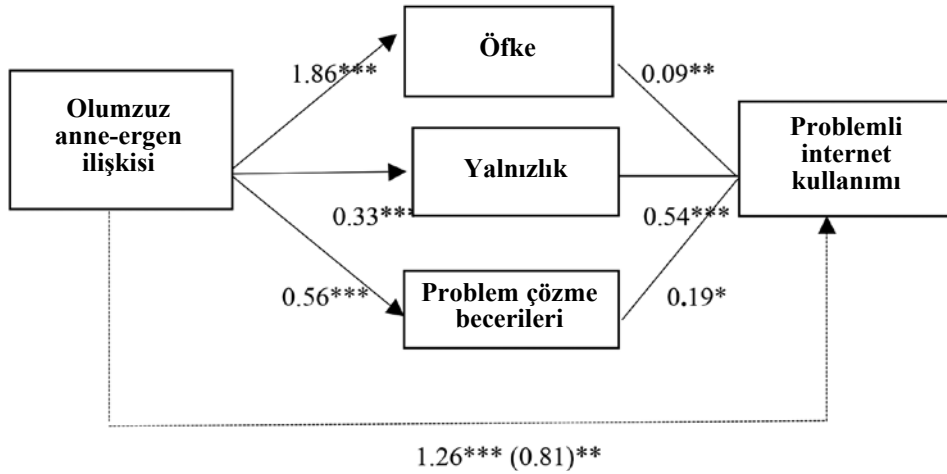 Öfke
1.86***
0.09**
Olumzuz
anne-ergen
ilişkisi
Yalnızlık
Problemli
internet
kullanımı
0.33***
0.54***
0.56***
Problem çözme
becerileri
0.19*
1.26*** (0.81)**